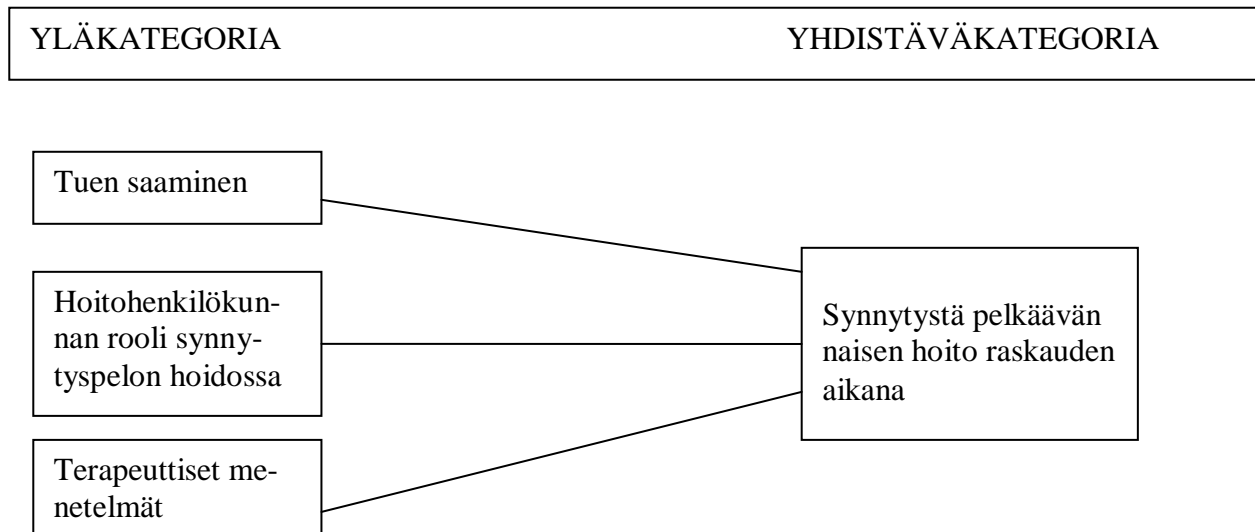 YLÄKATEGORIA YHDISTÄVÄKATEGORIA
Tuen saaminen
Hoitohenkilökun-
nan rooli synny-
tyspelon hoidossa
Terapeuttiset me-
netelmät
Synnytystä pelkäävän
naisen hoito raskauden
aikana